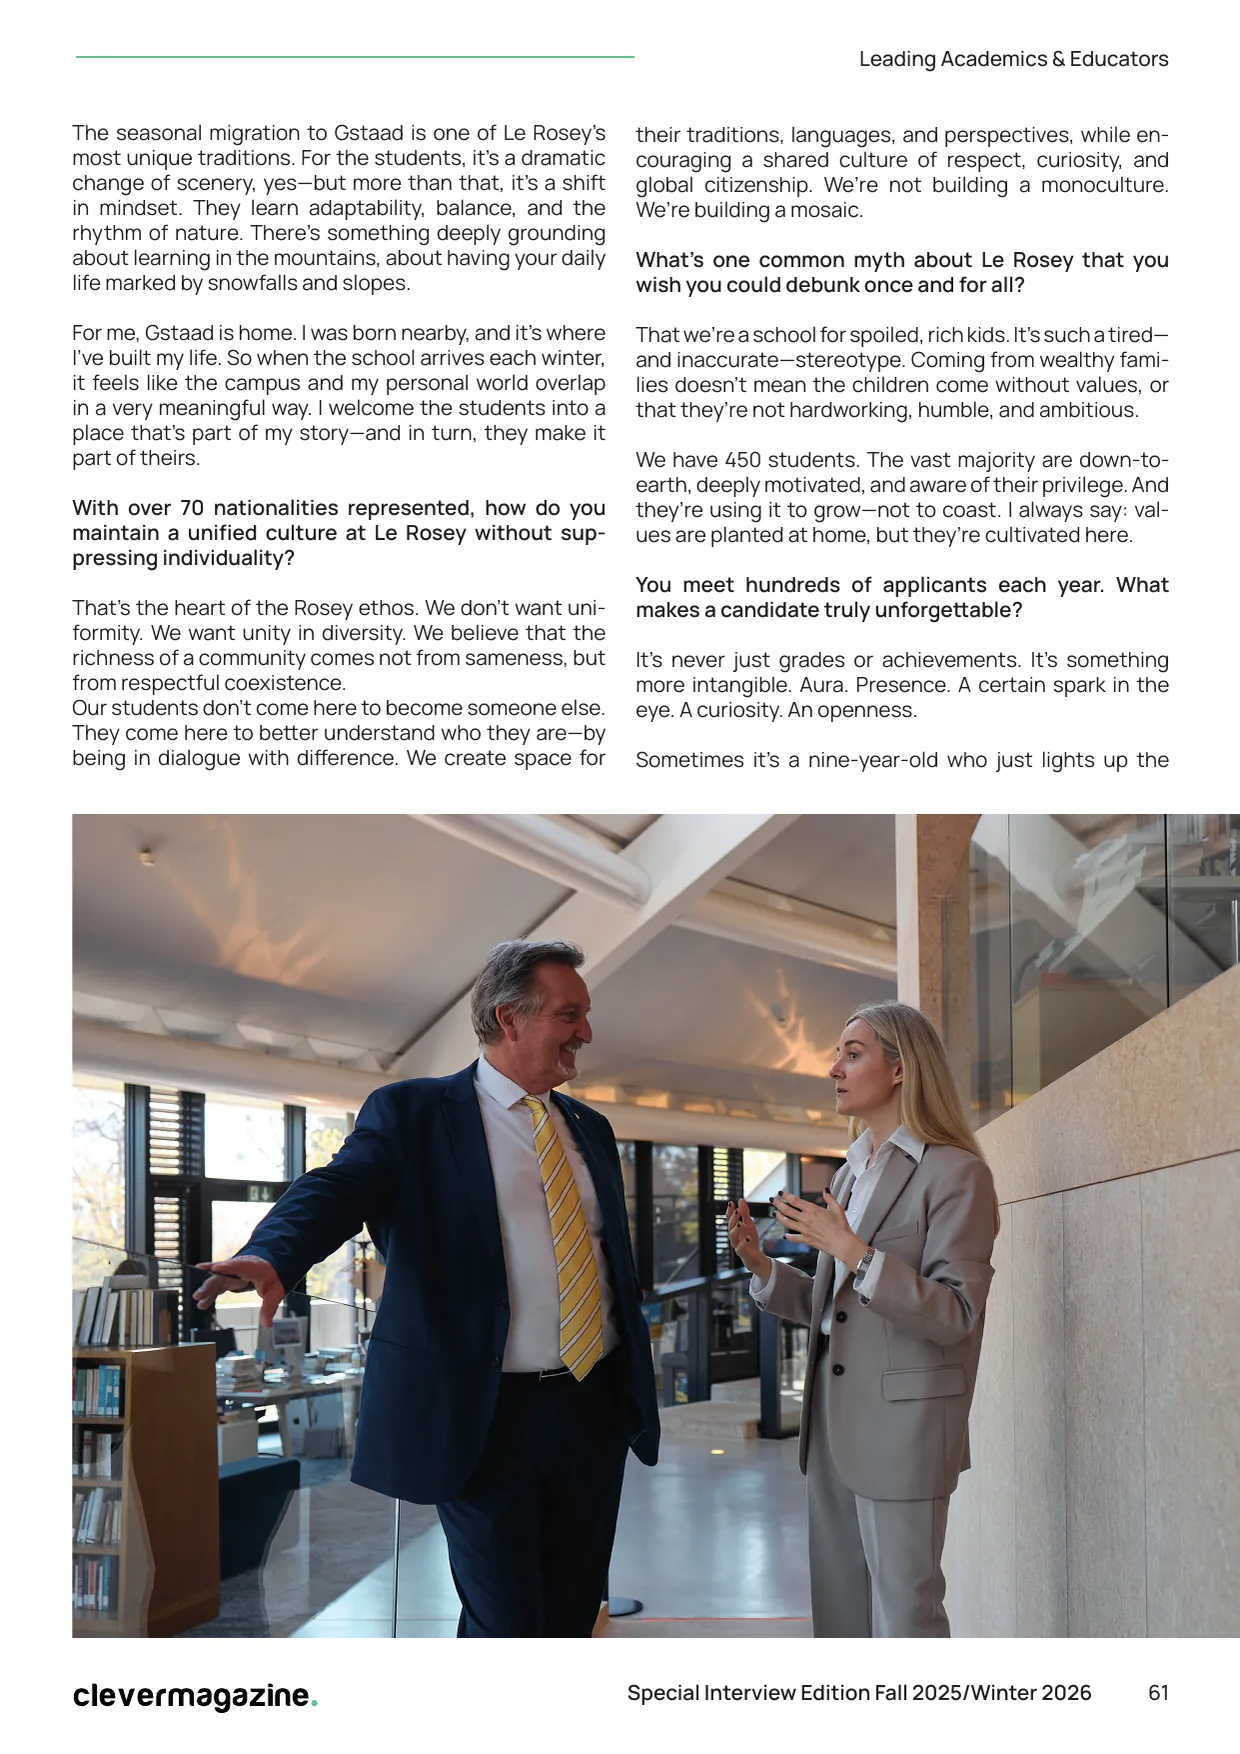 Leading Academics & Educators
The seasonal migration to Gstaad is one of Le Rosey’s
most unique traditions. For the students, it’s a dramatic
change of scenery, yes—but more than that, it’s a shift
in mindset. They learn adaptability, balance, and the
rhythm of nature. There’s something deeply grounding
about learning in the mountains, about having your daily
life marked by snowfalls and slopes.
For me, Gstaad is home. I was born nearby, and it’s where
I’ve built my life. So when the school arrives each winter,
it feels like the campus and my personal world overlap
in a very meaningful way. I welcome the students into a
place that’s part of my story—and in turn, they make it
part of theirs.
With over 70 nationalities represented, how do you
maintain a unified culture at Le Rosey without sup-
pressing individuality?
That’s the heart of the Rosey ethos. We don’t want uni-
formity. We want unity in diversity. We believe that the
richness of a community comes not from sameness, but
from respectful coexistence.
Our students don’t come here to become someone else.
They come here to better understand who they are—by
being in dialogue with difference. We create space for
their traditions, languages, and perspectives, while en-
couraging a shared culture of respect, curiosity, and
global citizenship. We’re not building a monoculture.
We’re building a mosaic.
What’s one common myth about Le Rosey that you
wish you could debunk once and for all?
That we’re a school for spoiled, rich kids. It’s such a tired—
and inaccurate—stereotype. Coming from wealthy fami-
lies doesn’t mean the children come without values, or
that they’re not hardworking, humble, and ambitious.
We have 450 students. The vast majority are down-to-
earth, deeply motivated, and aware of their privilege. And
they’re using it to grow—not to coast. I always say: val-
ues are planted at home, but they’re cultivated here.
You meet hundreds of applicants each year. What
makes a candidate truly unforgettable?
It’s never just grades or achievements. It’s something
more intangible. Aura. Presence. A certain spark in the
eye. A curiosity. An openness.
Sometimes it’s a nine-year-old who just lights up the
clevermagazine.
Special Interview Edition Fall 2025/Winter 2026
61